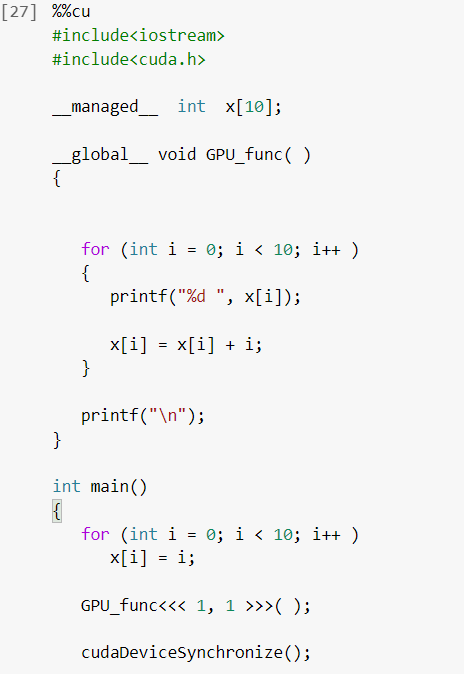 [27] %%cu
#include<iostream>
#include<cuda.h>
__managed__ int x[10];
__global__ void GPU_func( )
{
for (int i = 0; i < 10; i++ )
{
printf("%d ", x[i]);
x[i] = x[i] + i;
}
printf("\n");
}
int main()
{
for (int i = 0; i < 10; i++ )
x[i] = i;
GPU_func<<< 1, 1 >>>( );
cudaDeviceSynchronize();